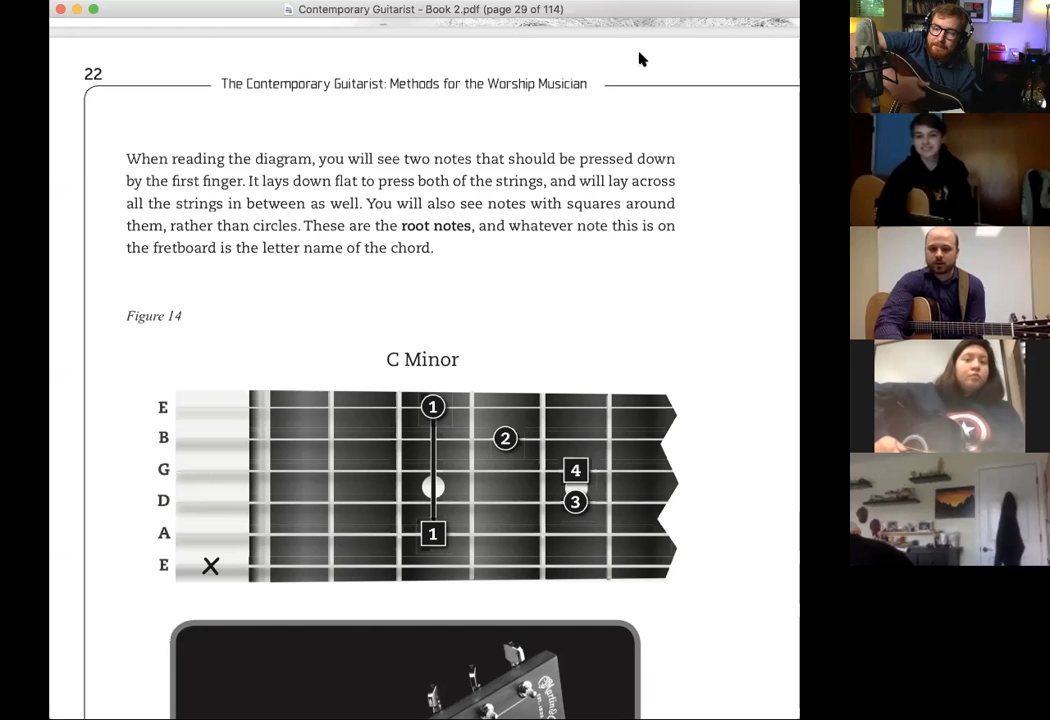 Contemporary Guitarist - Book 2.pdf (page 29 of 114)
22
The Contemporary Guitarist: Methods for the Worship Musician
When reading the diagram, you will see two notes that should be pressed down
by the first finger. It lays down flat to press both of the strings, and will lay across
all the strings in between as well. You will also see notes with squares around
them, rather than circles. These are the root notes, and whatever note this is on
the fretboard is the letter name of the chord.
Figure 14
C Minor
E 1
B 2
G 4
D 3
A 1
E X
Martin & Co